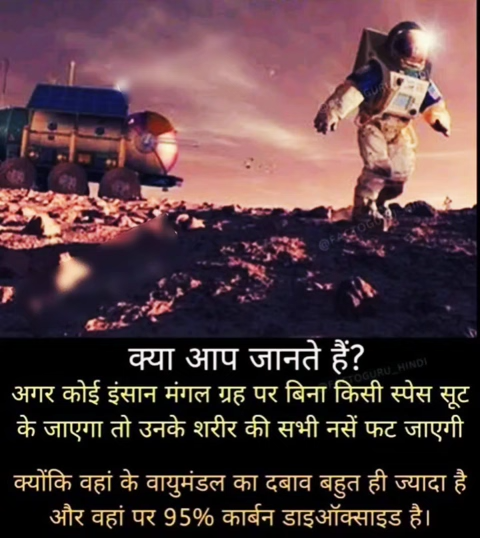 क्या आप जानते हैं?
अगर कोई इंसान मंगल ग्रह पर बिना किसी स्पेस सूट
के जाएगा तो उनके शरीर की सभी नसें फट जाएगी
क्योंकि वहां के वायुमंडल का दबाव बहुत ही ज्यादा है
और वहां पर 95% कार्बन डाइऑक्साइड है।